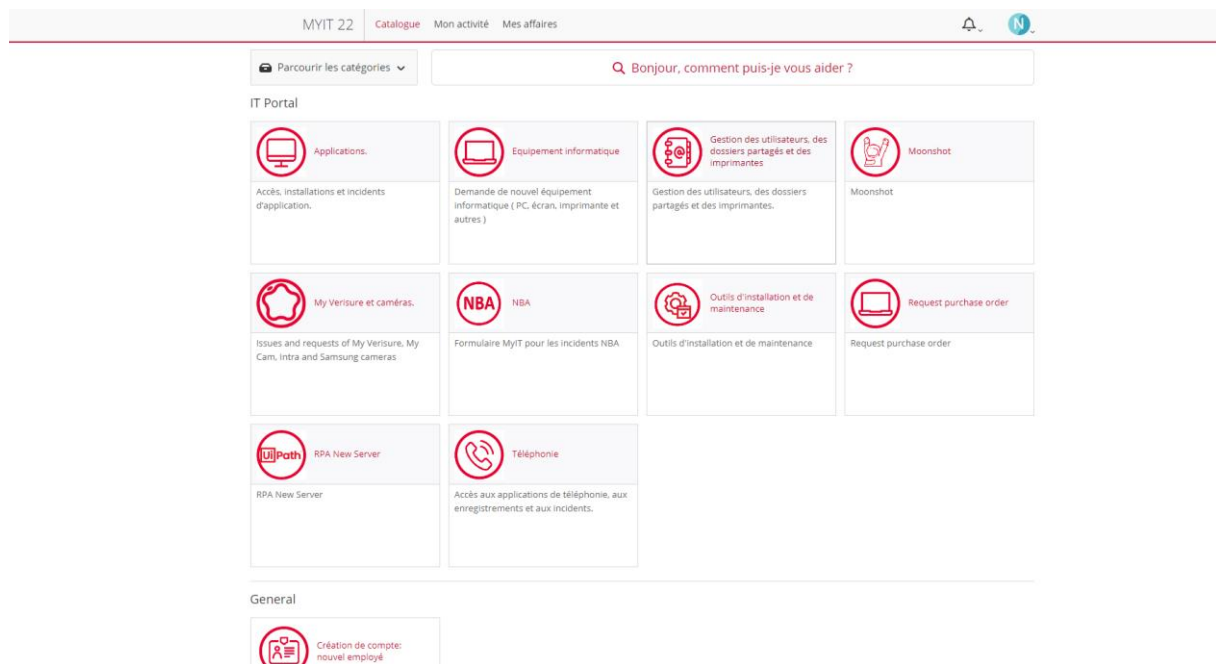 MYIT 22
Catalogue
Mon activité
Mes affaires
N
Parcourir les catégories
Bonjour, comment puis-je vous aider ?
IT Portal
Applications.
Accès, installations et incidents
d'application.
Equipement informatique
Demande de nouvel équipement
informatique ( PC, écran, imprimante et
autres )
Gestion des utilisateurs, des
dossiers partagés et des
imprimantes
Gestion des utilisateurs, des dossiers
partagés et des imprimantes.
Moonshot
Moonshot
My Verisure et caméras.
Issues and requests of My Verisure, My
Cam, Intra and Samsung cameras
NBA
NBA
Formulaire MyIT pour les incidents NBA
Outils d'installation et de
maintenance
Outils d'installation et de maintenance
Request purchase order
Request purchase order
UiPath
RPA New Server
RPA New Server
Téléphonie
Accès aux applications de téléphonie, aux
enregistrements et aux incidents.
General
Création de compte:
nouvel employé